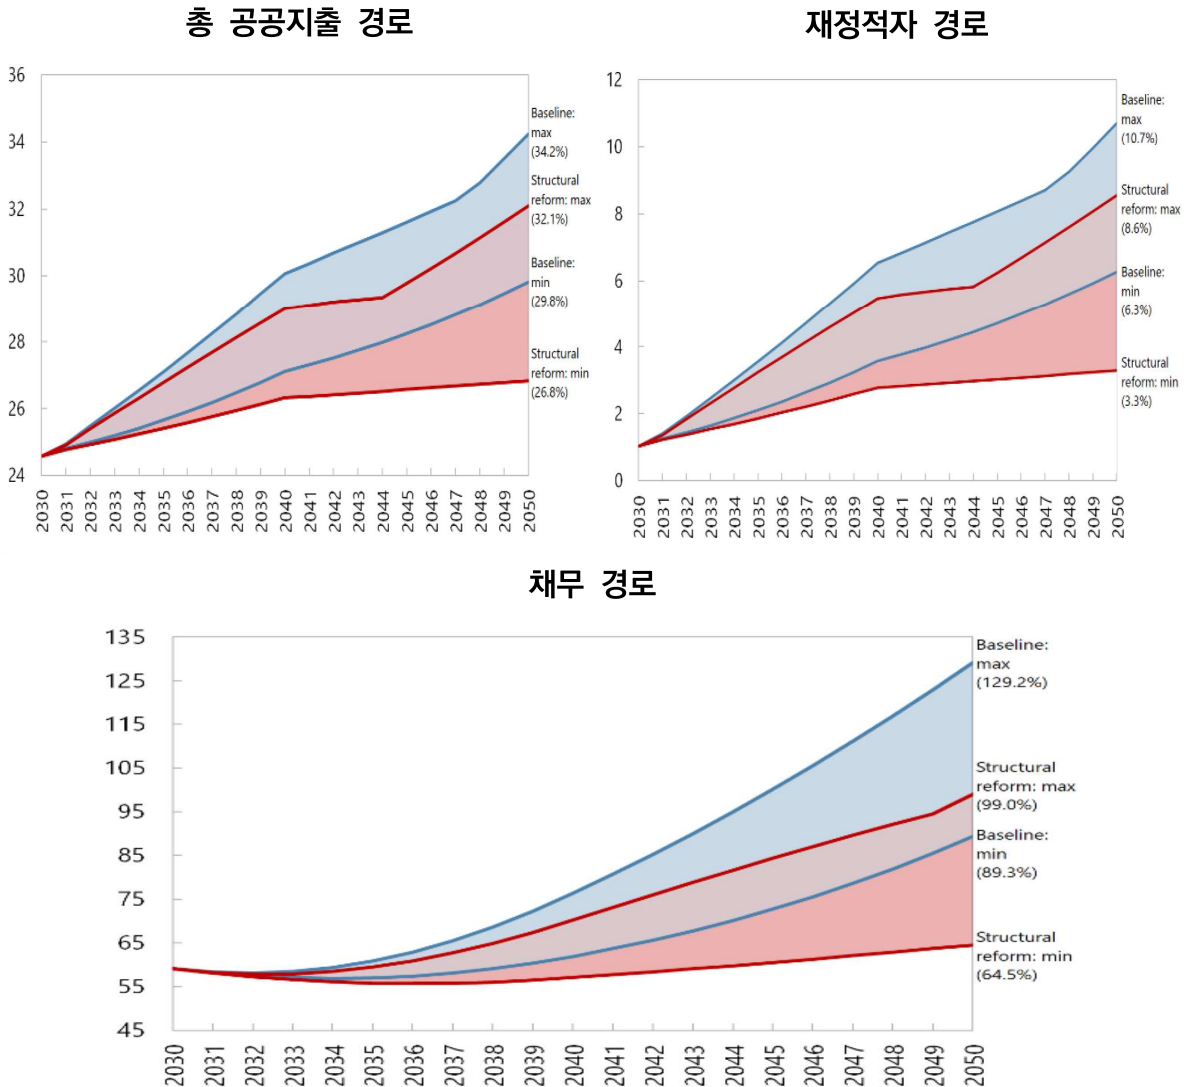 총 공공지출 경로
36
34
32
30
28
26
24
2030 2031 2032 2033 2034 2035 2036 2037 2038 2039 2040 2041 2042 2043 2044 2045 2046 2047 2048 2049 2050
Baseline:
max
(34.2%)
Structural
reform: max
(32.1%)
Baseline:
min
(29.8%)
Structural
reform: min
(26.8%)
재정적자 경로
12
10
8
6
4
2
0
2030 2031 2032 2033 2034 2035 2036 2037 2038 2039 2040 2041 2042 2043 2044 2045 2046 2047 2048 2049 2050
Baseline:
max
(10.7%)
Structural
reform: max
(8.6%)
Baseline:
min
(6.3%)
Structural
reform: min
(3.3%)
채무 경로
135
125
115
105
95
85
75
65
55
45
2030 2031 2032 2033 2034 2035 2036 2037 2038 2039 2040 2041 2042 2043 2044 2045 2046 2047 2048 2049 2050
Baseline:
max
(129.2%)
Structural
reform: max
(99.0%)
Baseline:
min
(89.3%)
Structural
reform: min
(64.5%)